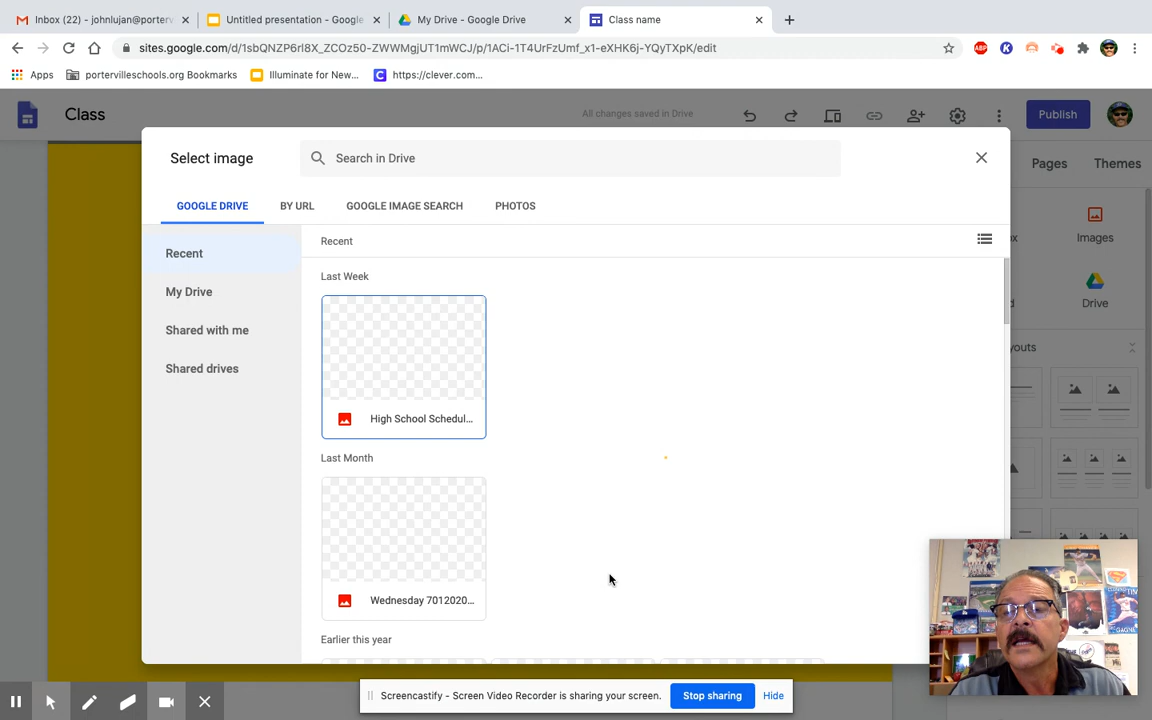 Inbox (22) - johnlujan@porterv
Untitled presentation - Google
My Drive - Google Drive
Class name
sites.google.com/d/1sbQNZP6rl8X_ZCOz50-ZWWMgjUT1mWCJ/p/1ACi-1T4UrFzUmf_x1-eXHK6j-YQyTXpK/edit
Apps
portervilleschools.org Bookmarks
Illuminate for New...
https://clever.com...
Class
All changes saved in Drive
Publish
Select image
Search in Drive
Pages
Themes
GOOGLE DRIVE
BY URL
GOOGLE IMAGE SEARCH
PHOTOS
Recent
My Drive
Shared with me
Shared drives
Recent
Last Week
High School Schedul...
Last Month
Wednesday 7012020...
Earlier this year
Images
Drive
youts
Screencastify - Screen Video Recorder is sharing your screen.
Stop sharing
Hide